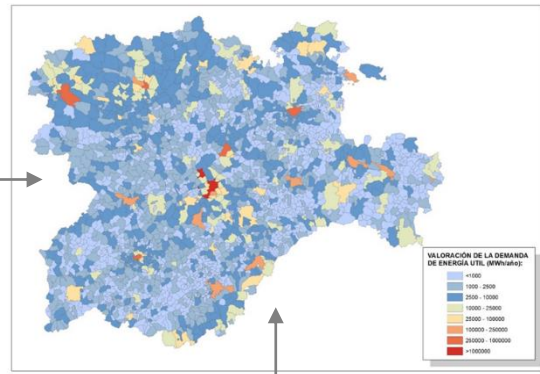 VALORACIÓN DE LA DEMANDA
DE ENERGÍA UTIL (MWh/año):
<1000
1000 - 2500
2500 - 10000
10000 - 25000
25000 - 100000
100000 - 250000
250000 - 1000000
>1000000